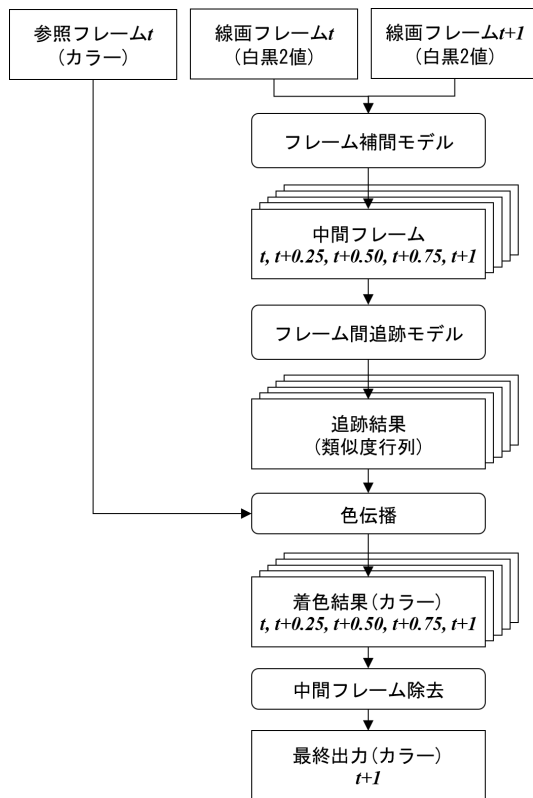 参照フレームt
(カラー)
線画フレームt
(白黒2値)
線画フレームt+1
(白黒2値)
フレーム補間モデル
中間フレーム
t, t+0.25, t+0.50, t+0.75, t+1
フレーム間追跡モデル
追跡結果
(類似度行列)
色伝播
着色結果(カラー)
t, t+0.25, t+0.50, t+0.75, t+1
中間フレーム除去
最終出力(カラー)
t+1